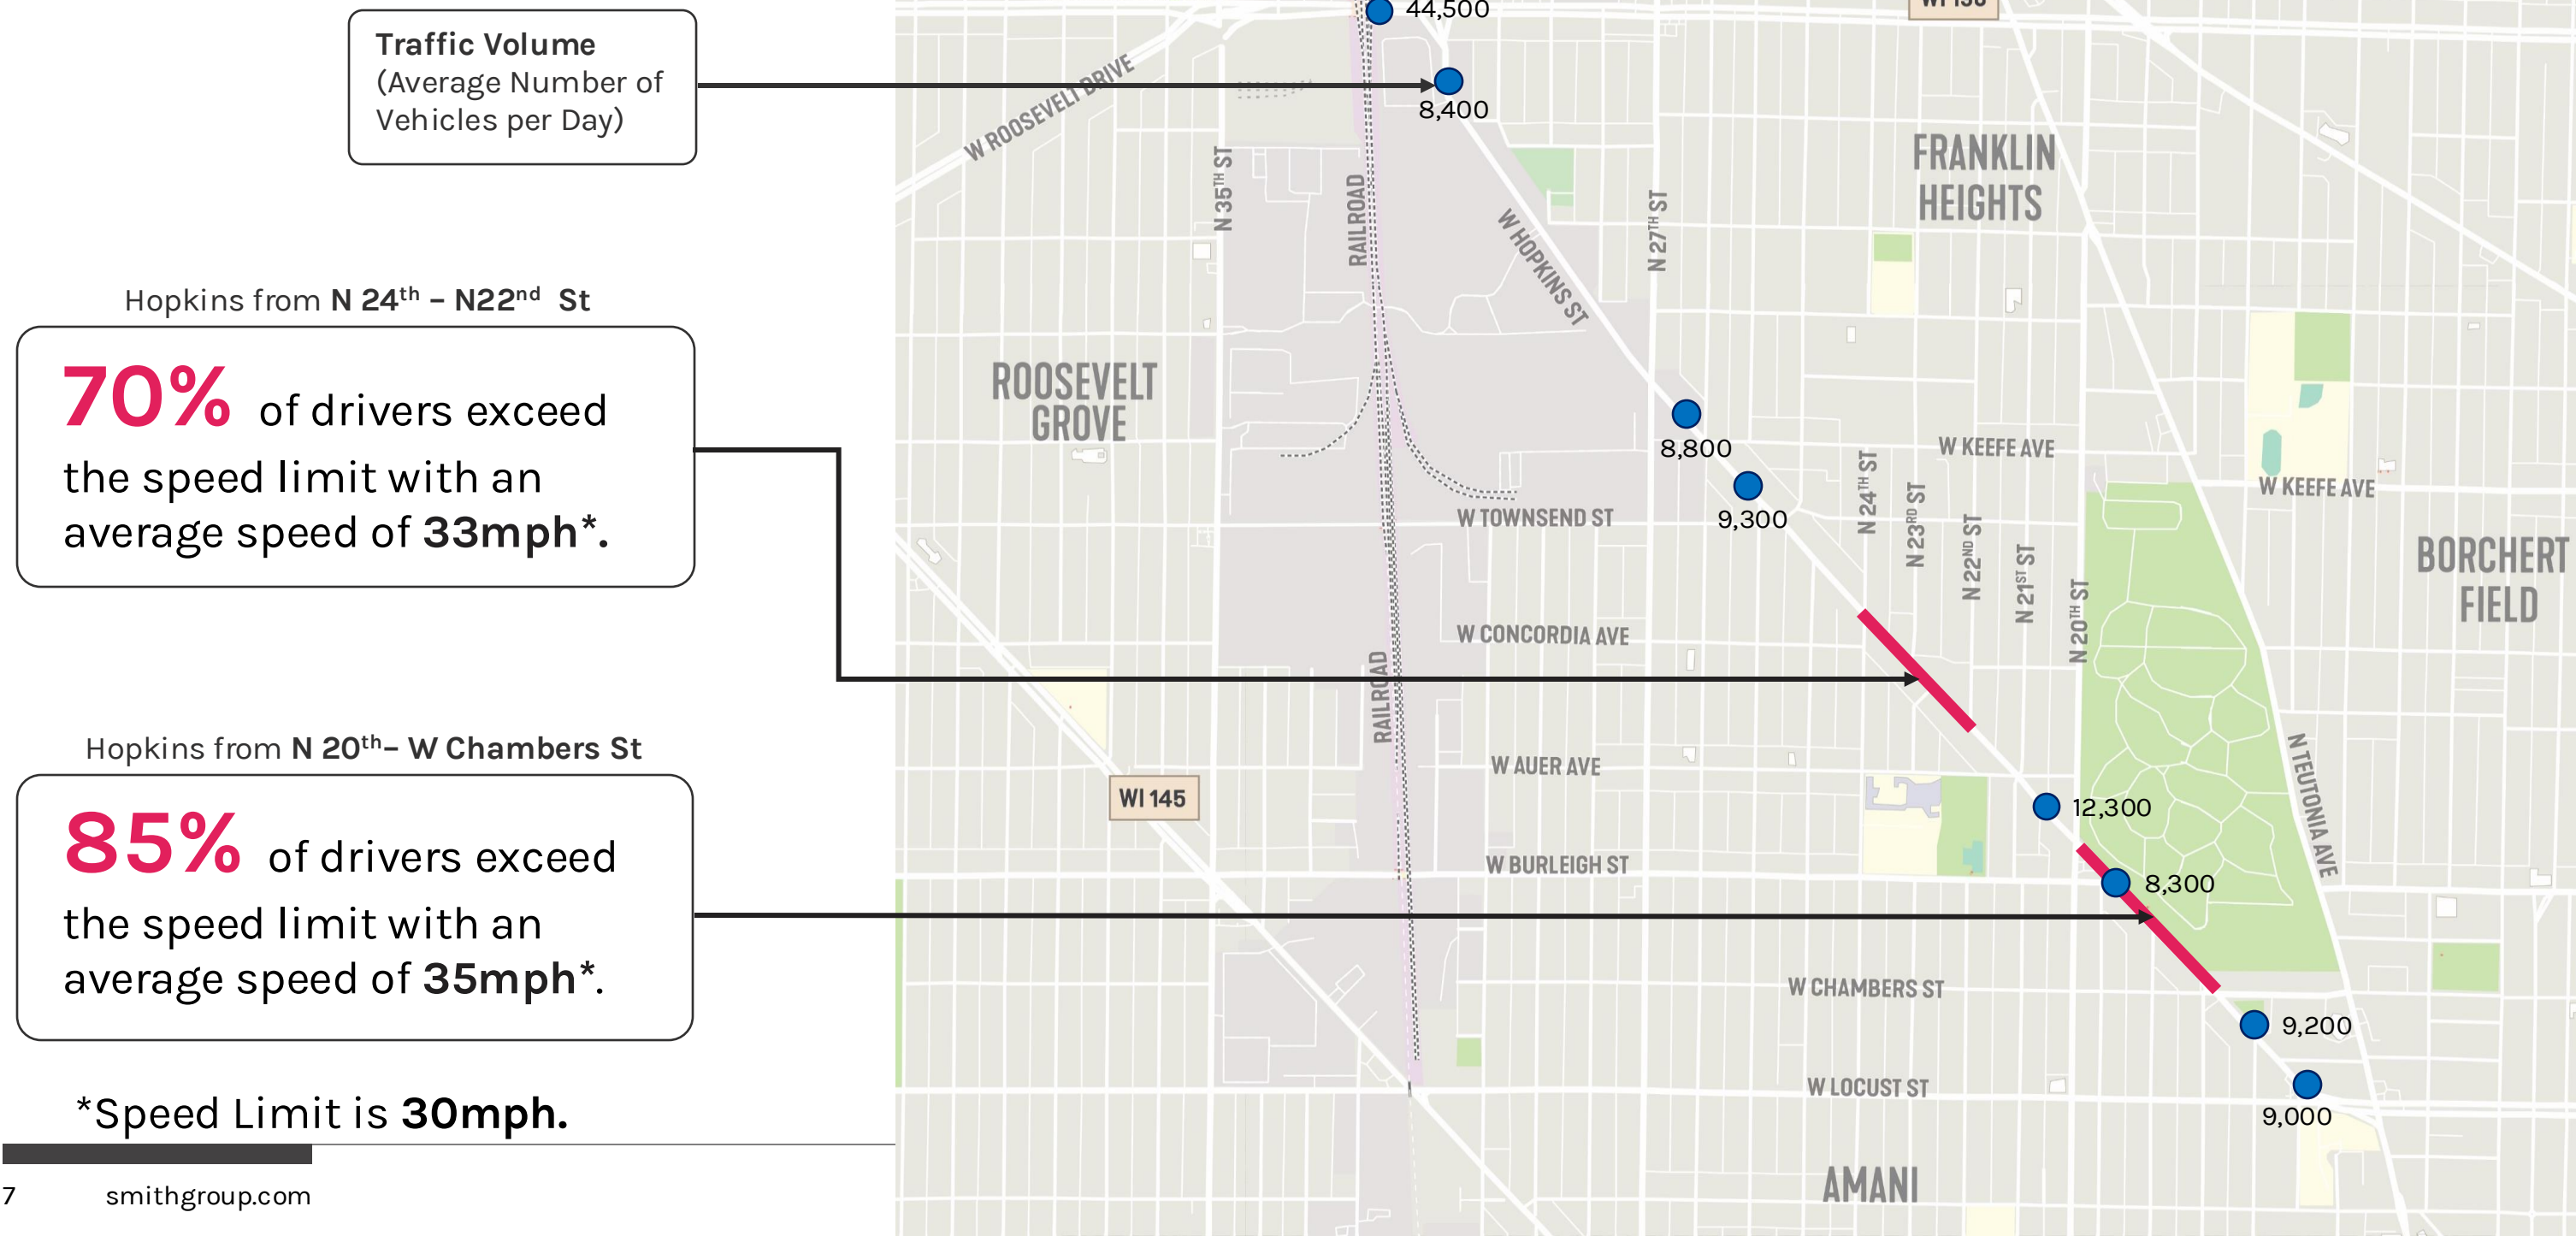 Traffic Volume
(Average Number of
Vehicles per Day)
Hopkins from N 24th – N22nd St
70% of drivers exceed
the speed limit with an
average speed of 33mph*.
Hopkins from N 20th– W Chambers St
85% of drivers exceed
the speed limit with an
average speed of 35mph*.
*Speed Limit is 30mph.
7
smithgroup.com
44,500
8,400
W ROOSEVELT DRIVE
N 35TH ST
RAILROAD
W HOPKINS ST
N 27TH ST
FRANKLIN
HEIGHTS
ROOSEVELT
GROVE
8,800
9,300
W KEEFE AVE
W KEEFE AVE
N 24TH ST
N 23RD ST
N 22ND ST
N 21ST ST
N 20TH ST
W TOWNSEND ST
BORCHERT
FIELD
W CONCORDIA AVE
RAILROAD
W AUER AVE
WI 145
12,300
N TEUTONIA AVE
W BURLEIGH ST
8,300
W CHAMBERS ST
9,200
W LOCUST ST
9,000
AMANI